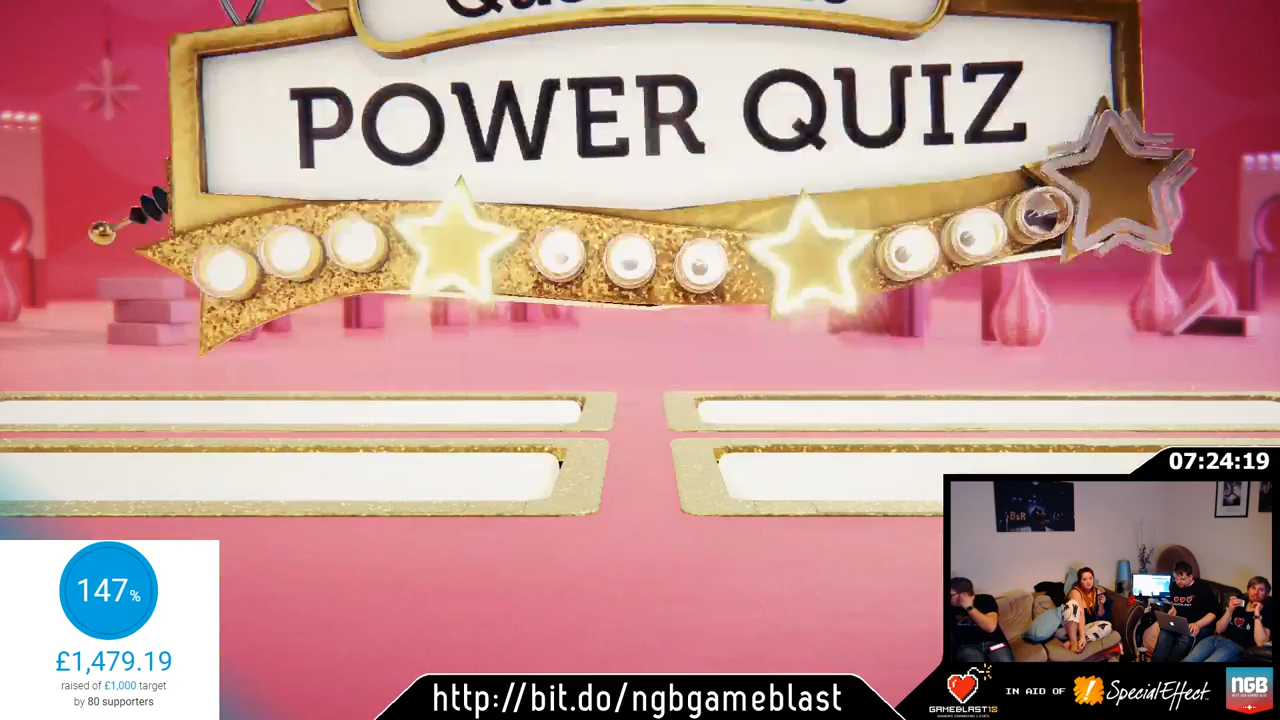 POWER QUIZ
07:24:19
BsR
147%
£1,479.19
raised of £1,000 target
by 80 supporters
http://bit.do/ngbgameblast
GAMEBLAST18
IN AID OF
SpecialEffect
NGB